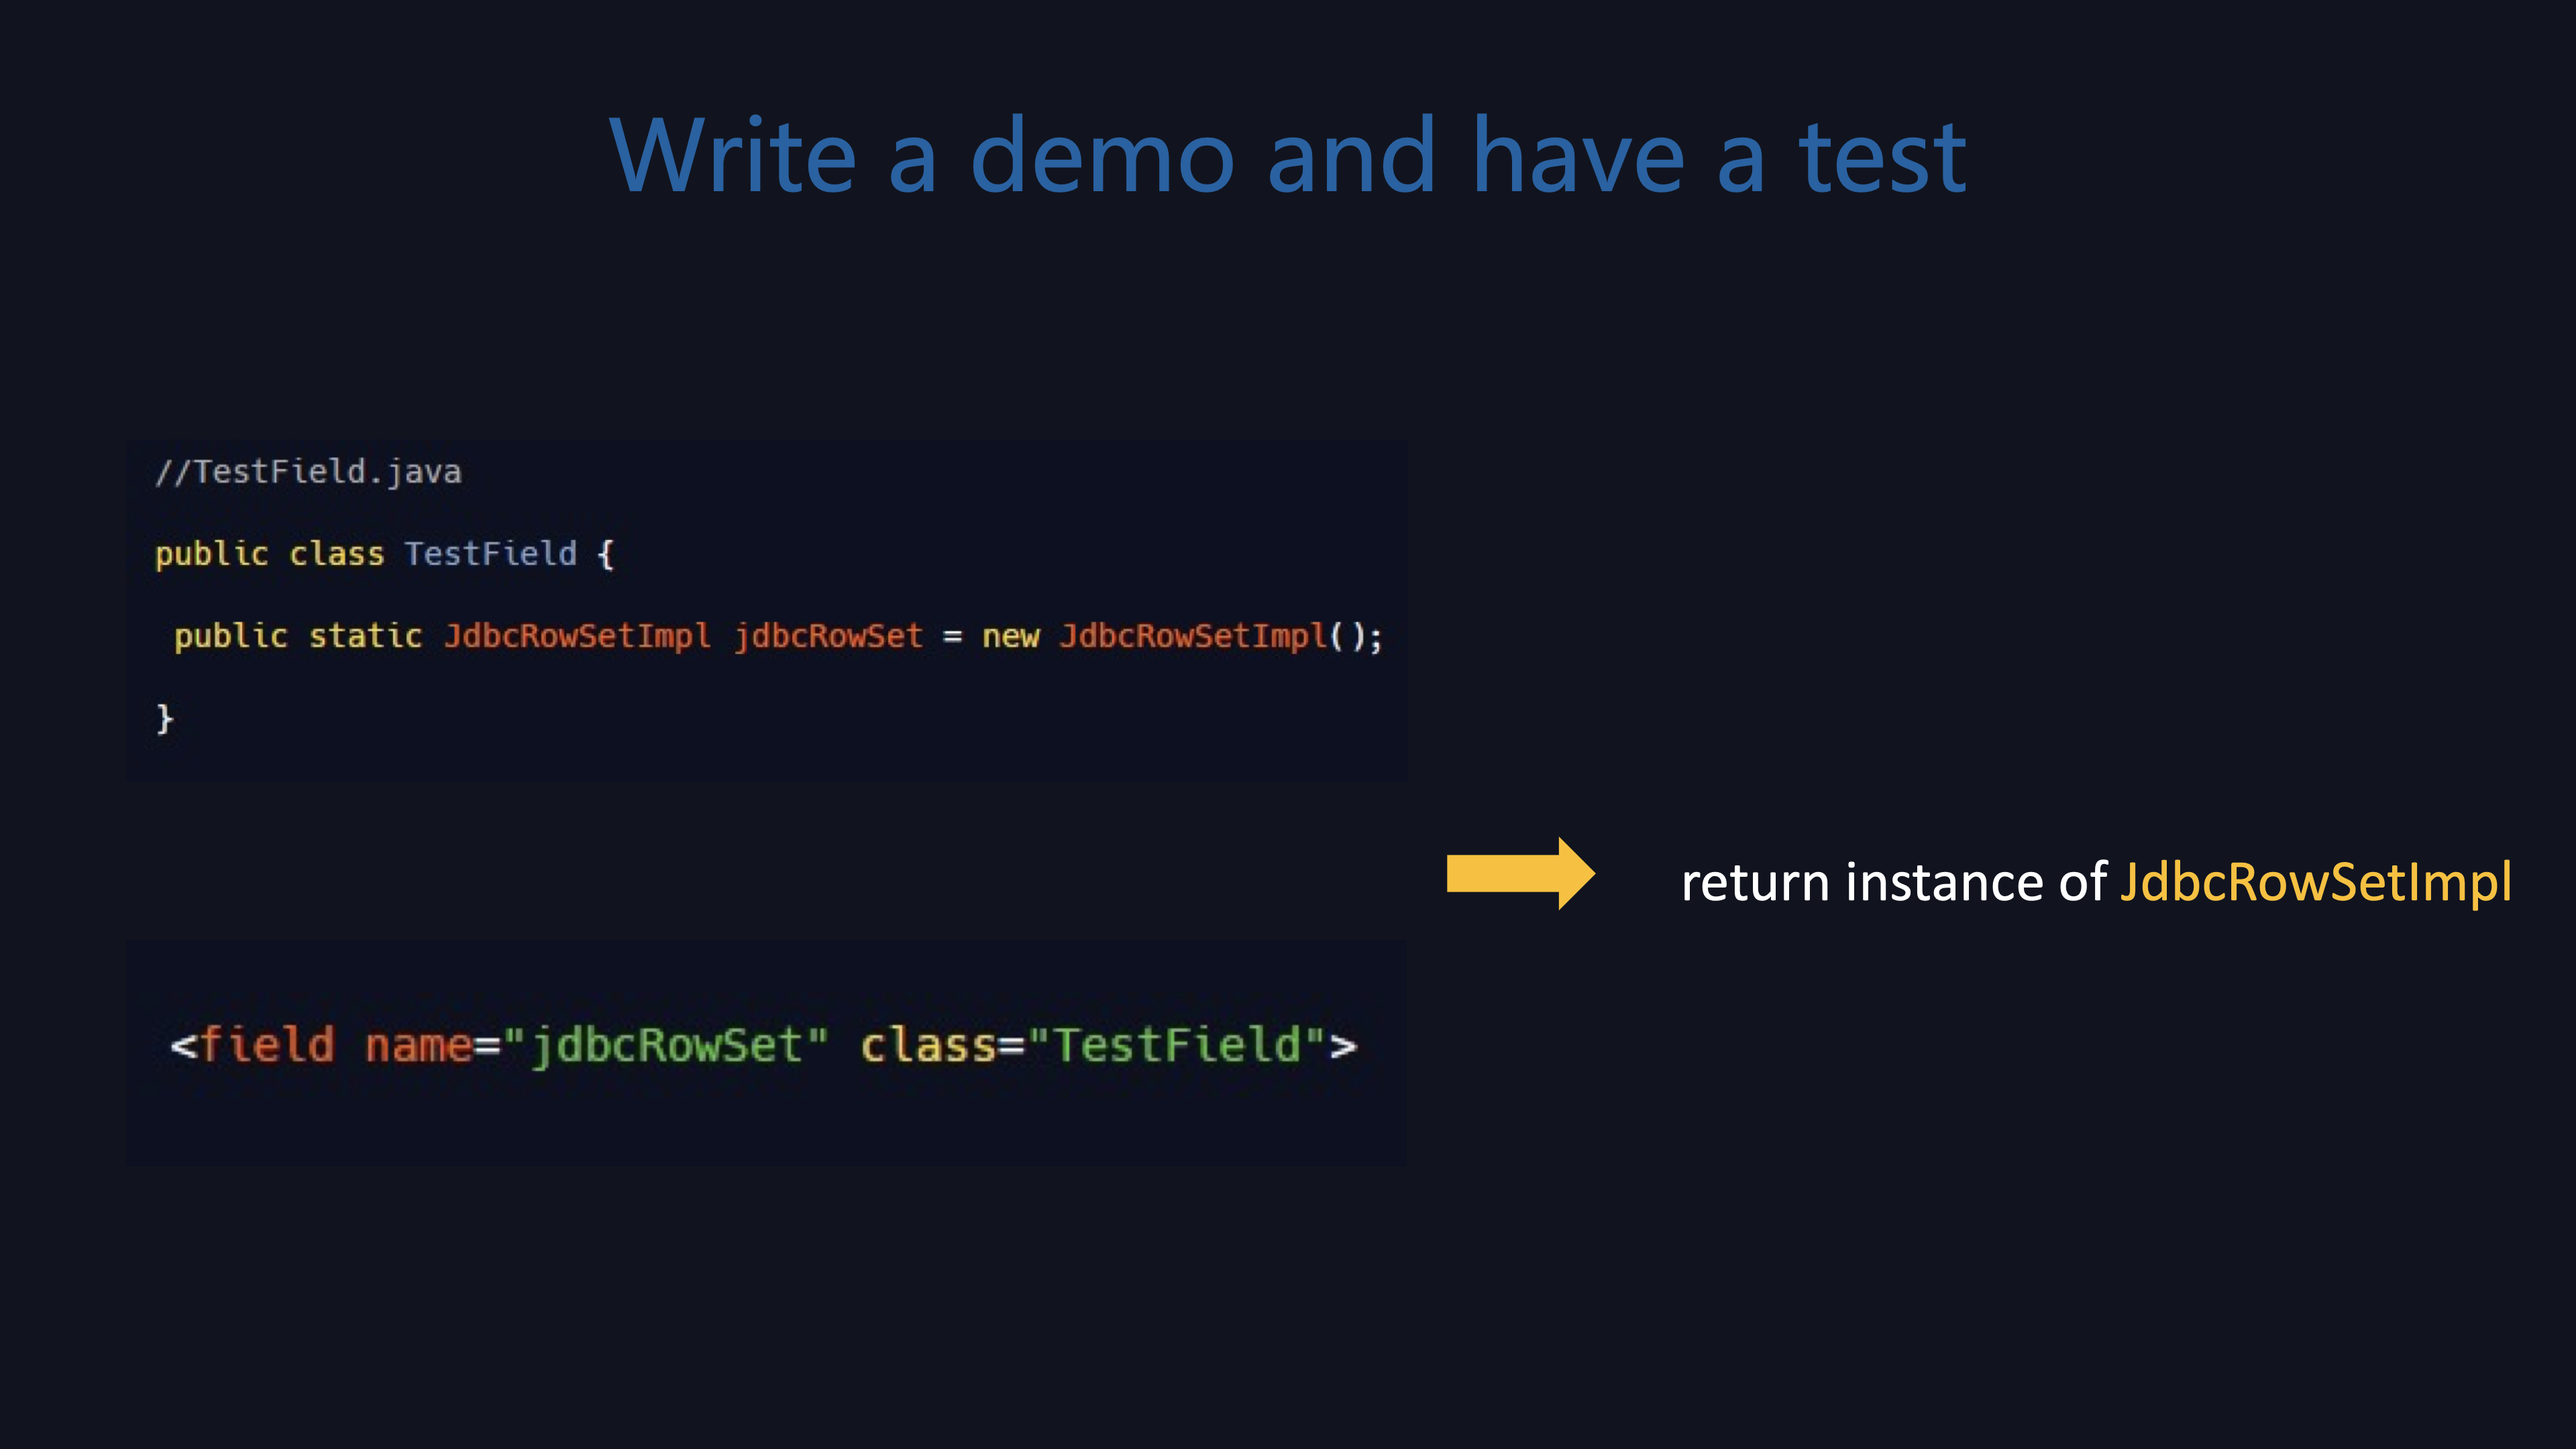 Write a demo and have a test
//TestField.java
public class TestField {
public static JdbcRowSetImpl jdbcRowSet = new JdbcRowSetImpl();
}
return instance of JdbcRowSetImpl
<field name="jdbcRowSet" class="TestField">